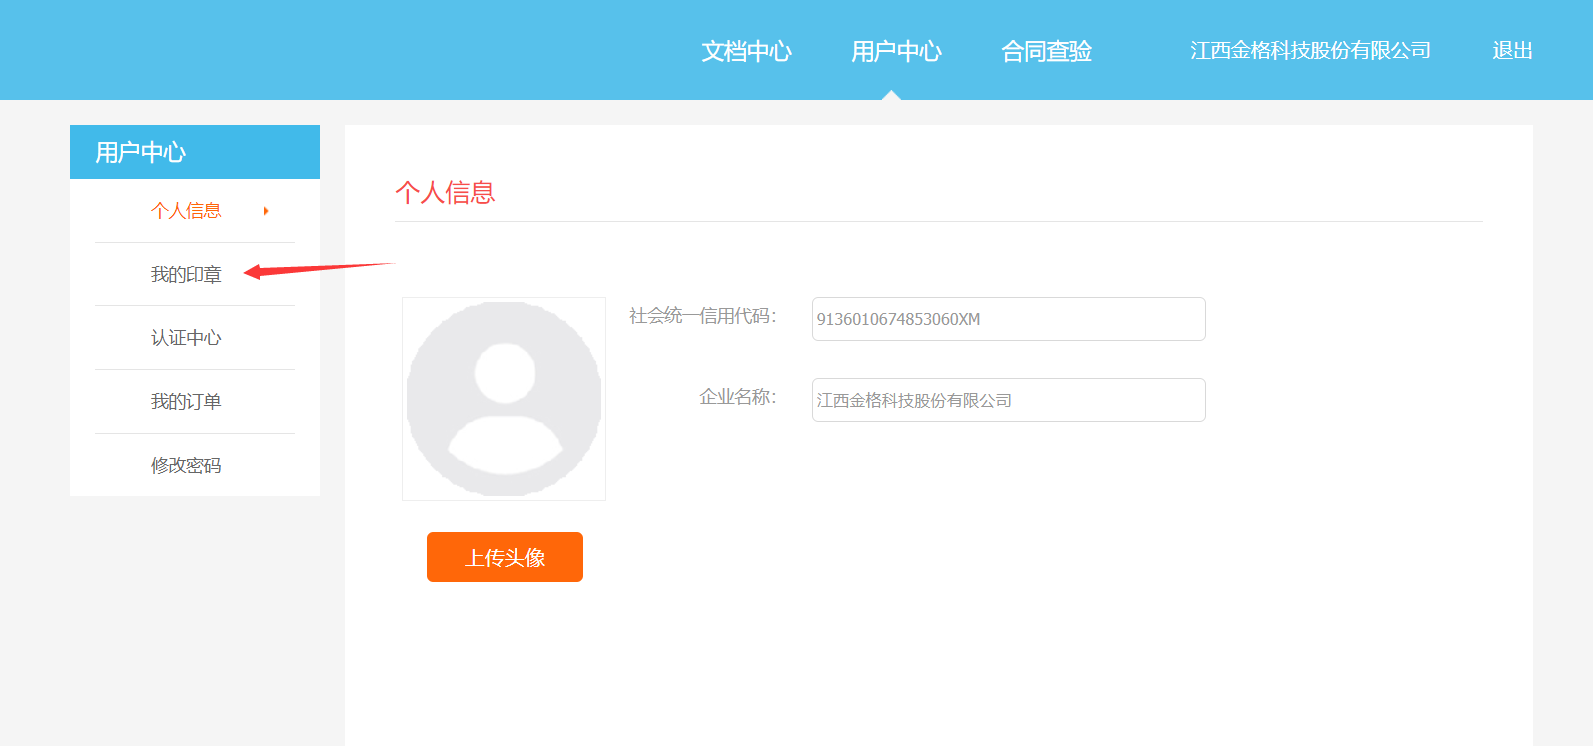 文档中心 用户中心 合同查验 江西金格科技股份有限公司 退出
用户中心
个人信息
我的印章
认证中心
我的订单
修改密码
个人信息
社会统一信用代码： 9136010674853060XM
企业名称： 江西金格科技股份有限公司
上传头像